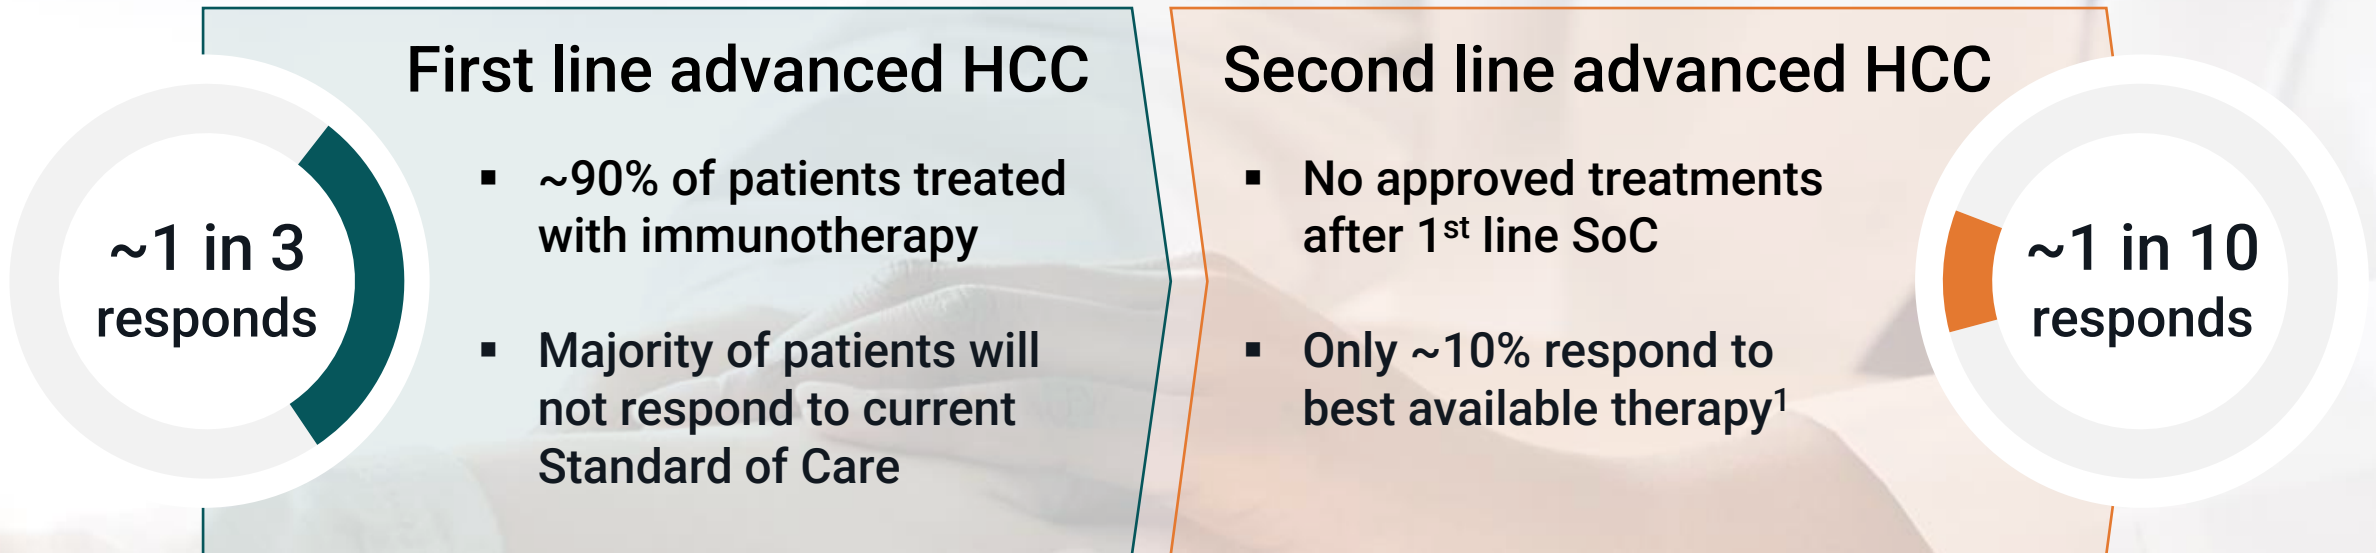 ~1 in 3
responds
First line advanced HCC
▪ ~90% of patients treated
with immunotherapy
▪ Majority of patients will
not respond to current
Standard of Care
Second line advanced HCC
▪ No approved treatments
after 1st line SoC
▪ Only ~10% respond to
best available therapy1
~1 in 10
responds